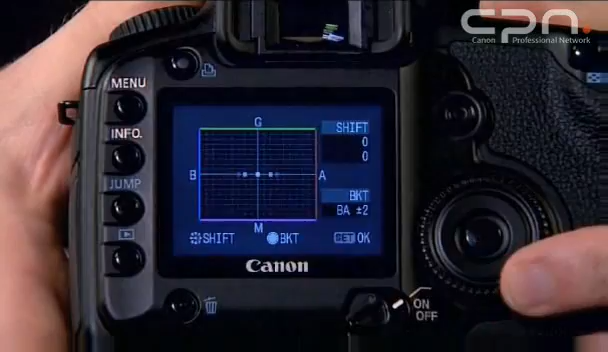 CPN.
Canon Professional Network
MENU
INFO.
JUMP
G
SHIFT
0
0
B
A
BKT
BA ±2
M
SHIFT
BKT
SET OK
Canon
ON
OFF